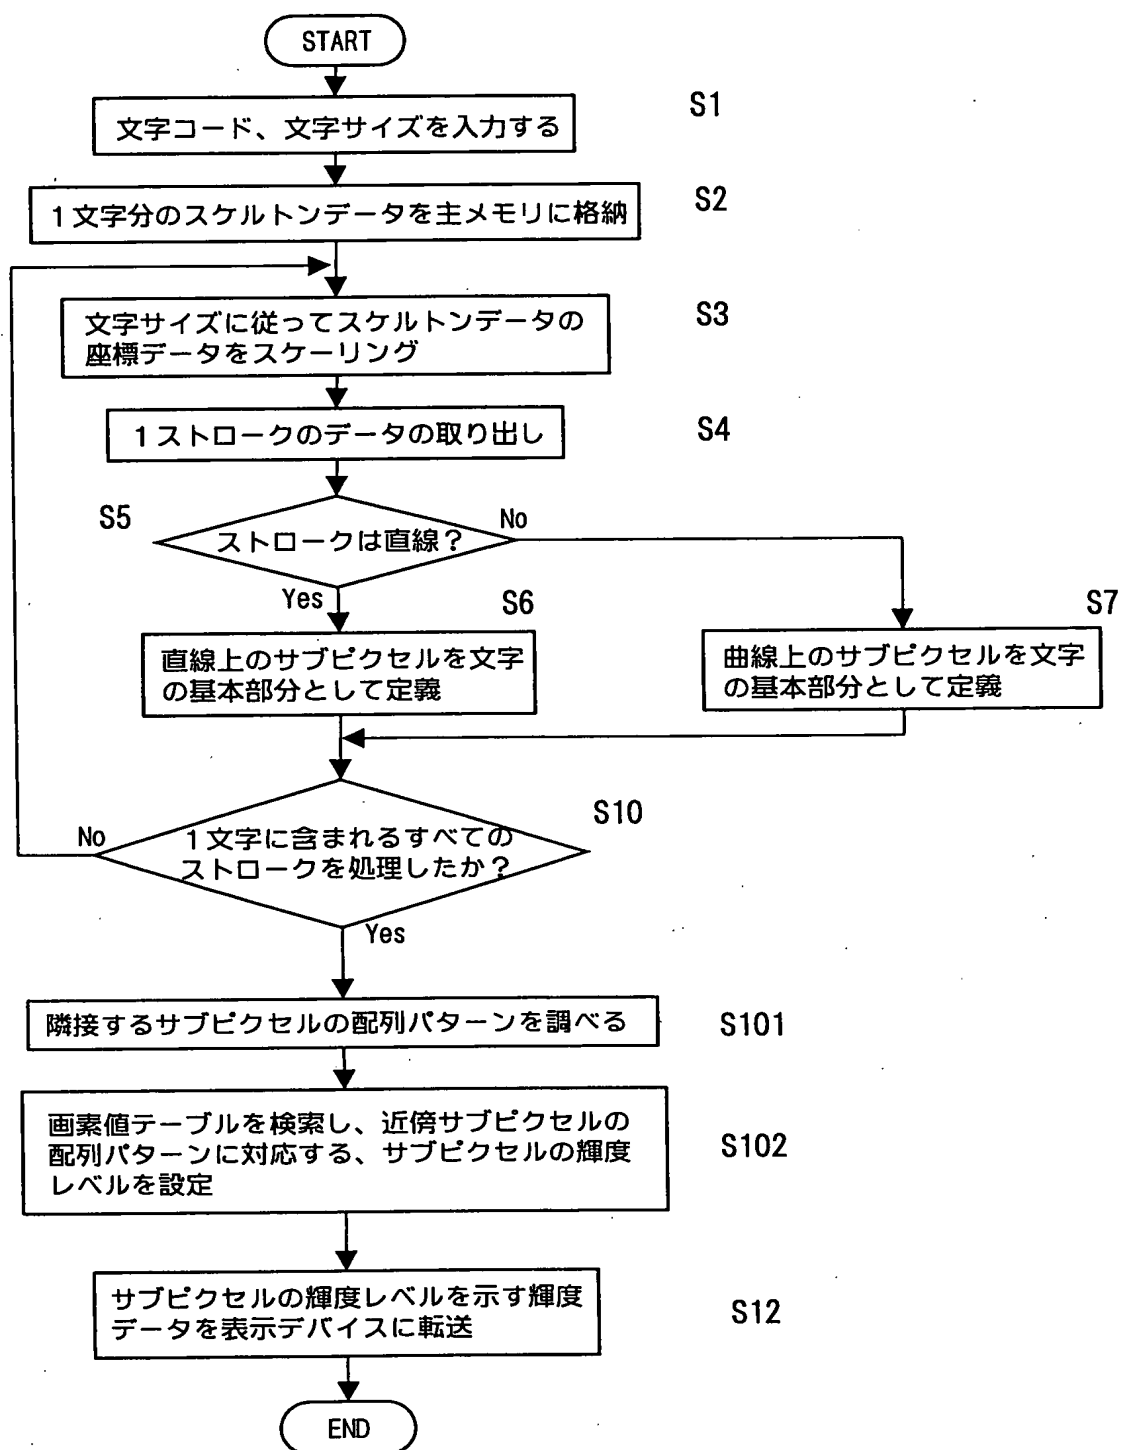 START
文字コード、文字サイズを入力する
S1
1文字分のスケルトンデータを主メモリに格納
S2
文字サイズに従ってスケルトンデータの
座標データをスケーリング
S3
1ストロークのデータの取り出し
S4
S5
ストロークは直線?
No
Yes
S6
S7
直線上のサブピクセルを文字
の基本部分として定義
曲線上のサブピクセルを文字
の基本部分として定義
S10
No
1文字に含まれるすべての
ストロークを処理したか?
Yes
隣接するサブピクセルの配列パターンを調べる
S101
画素値テーブルを検索し、近傍サブピクセルの
配列パターンに対応する、サブピクセルの輝度
レベルを設定
S102
サブピクセルの輝度レベルを示す輝度
データを表示デバイスに転送
S12
END